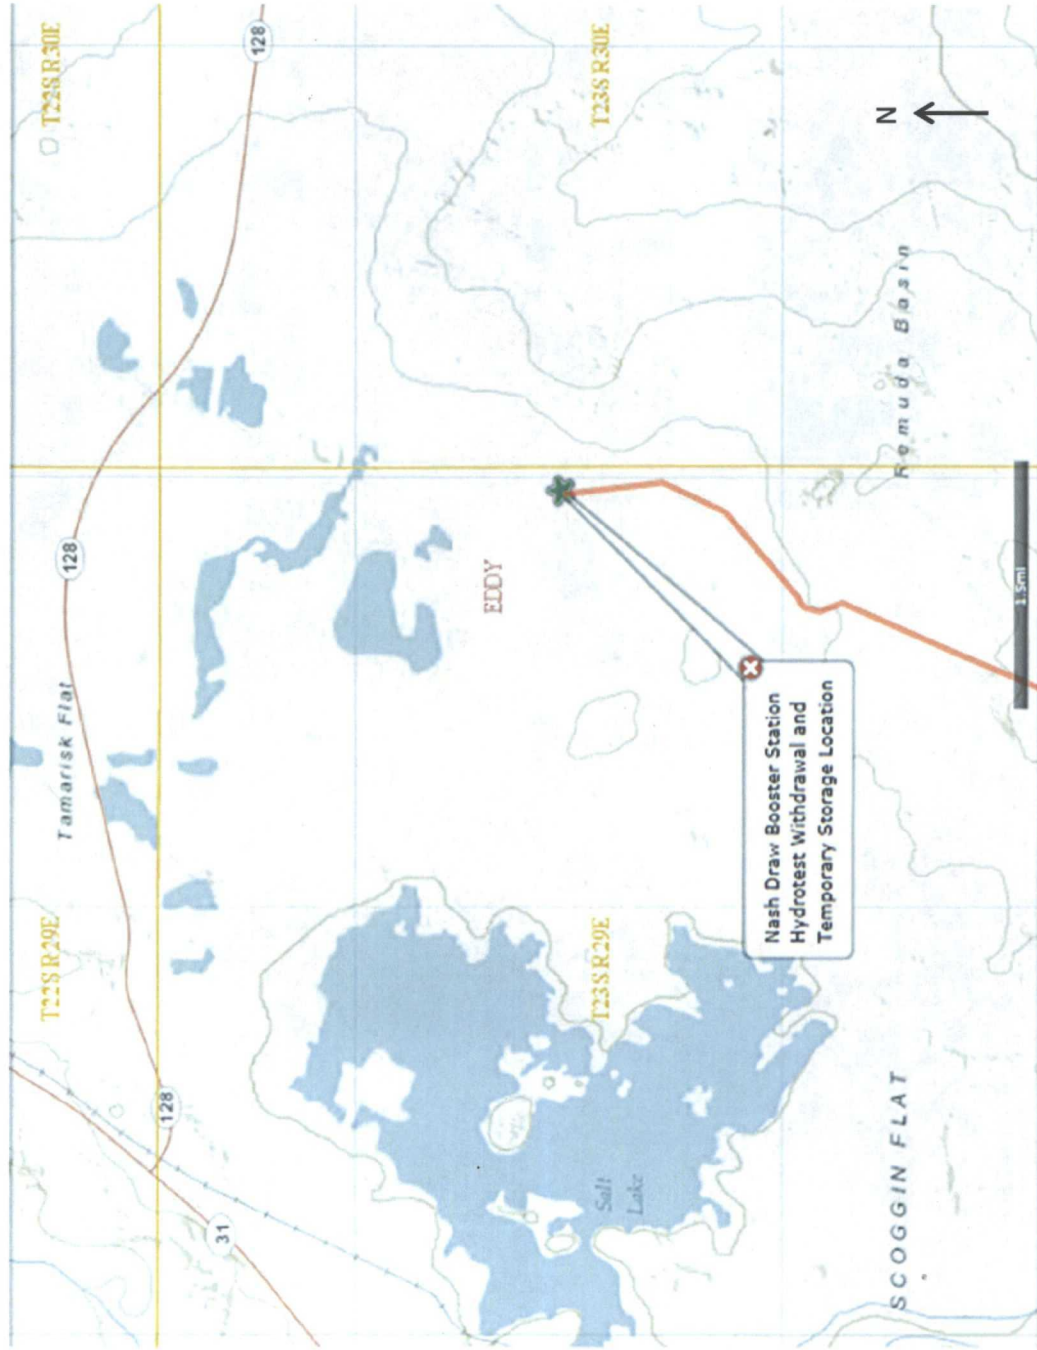 T22S R29E
T22S R30E
Tamarisk Flat
128
128
128
31
EDDY
T23S R29E
T23S R30E
Salt
Lake
Nash Draw Booster Station
Hydrotest Withdrawal and
Temporary Storage Location
Remuda Basin
SCOGGIN FLAT
N
1.5mi